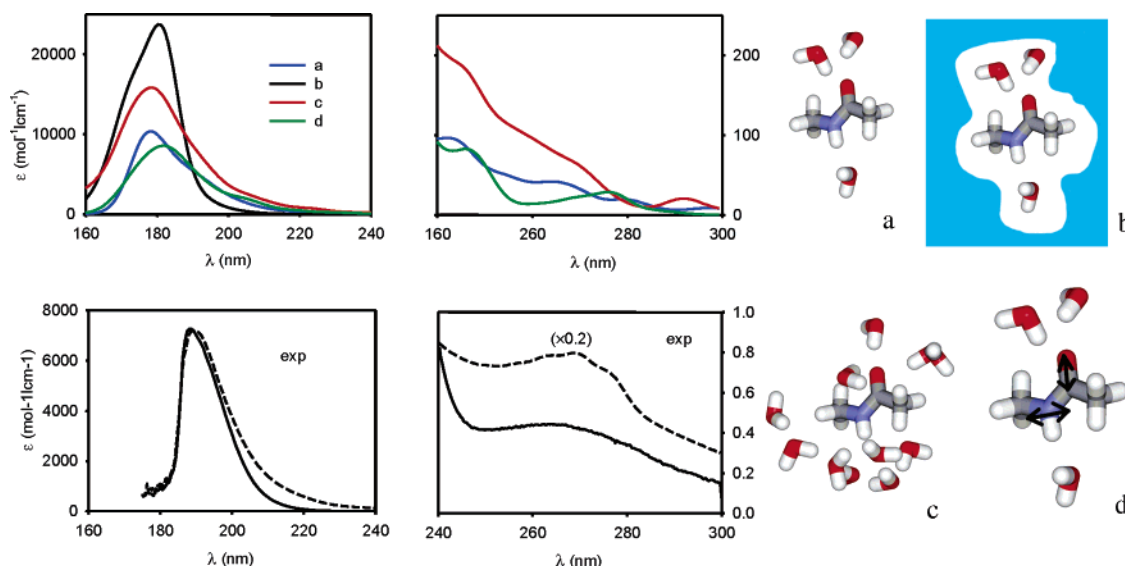 20000
10000
0
160 180 200 220 240
ε (mol⁻¹lcm⁻¹)
λ (nm)
a
b
c
d
200
100
0
160 260 280 300
λ (nm)
a
b
8000
6000
4000
2000
0
160 180 200 220 240
ε (mol-1lcm-1)
λ (nm)
exp
1.0
0.8
0.6
0.4
0.2
0.0
240 260 280 300
λ (nm)
(×0.2)
exp
c
d